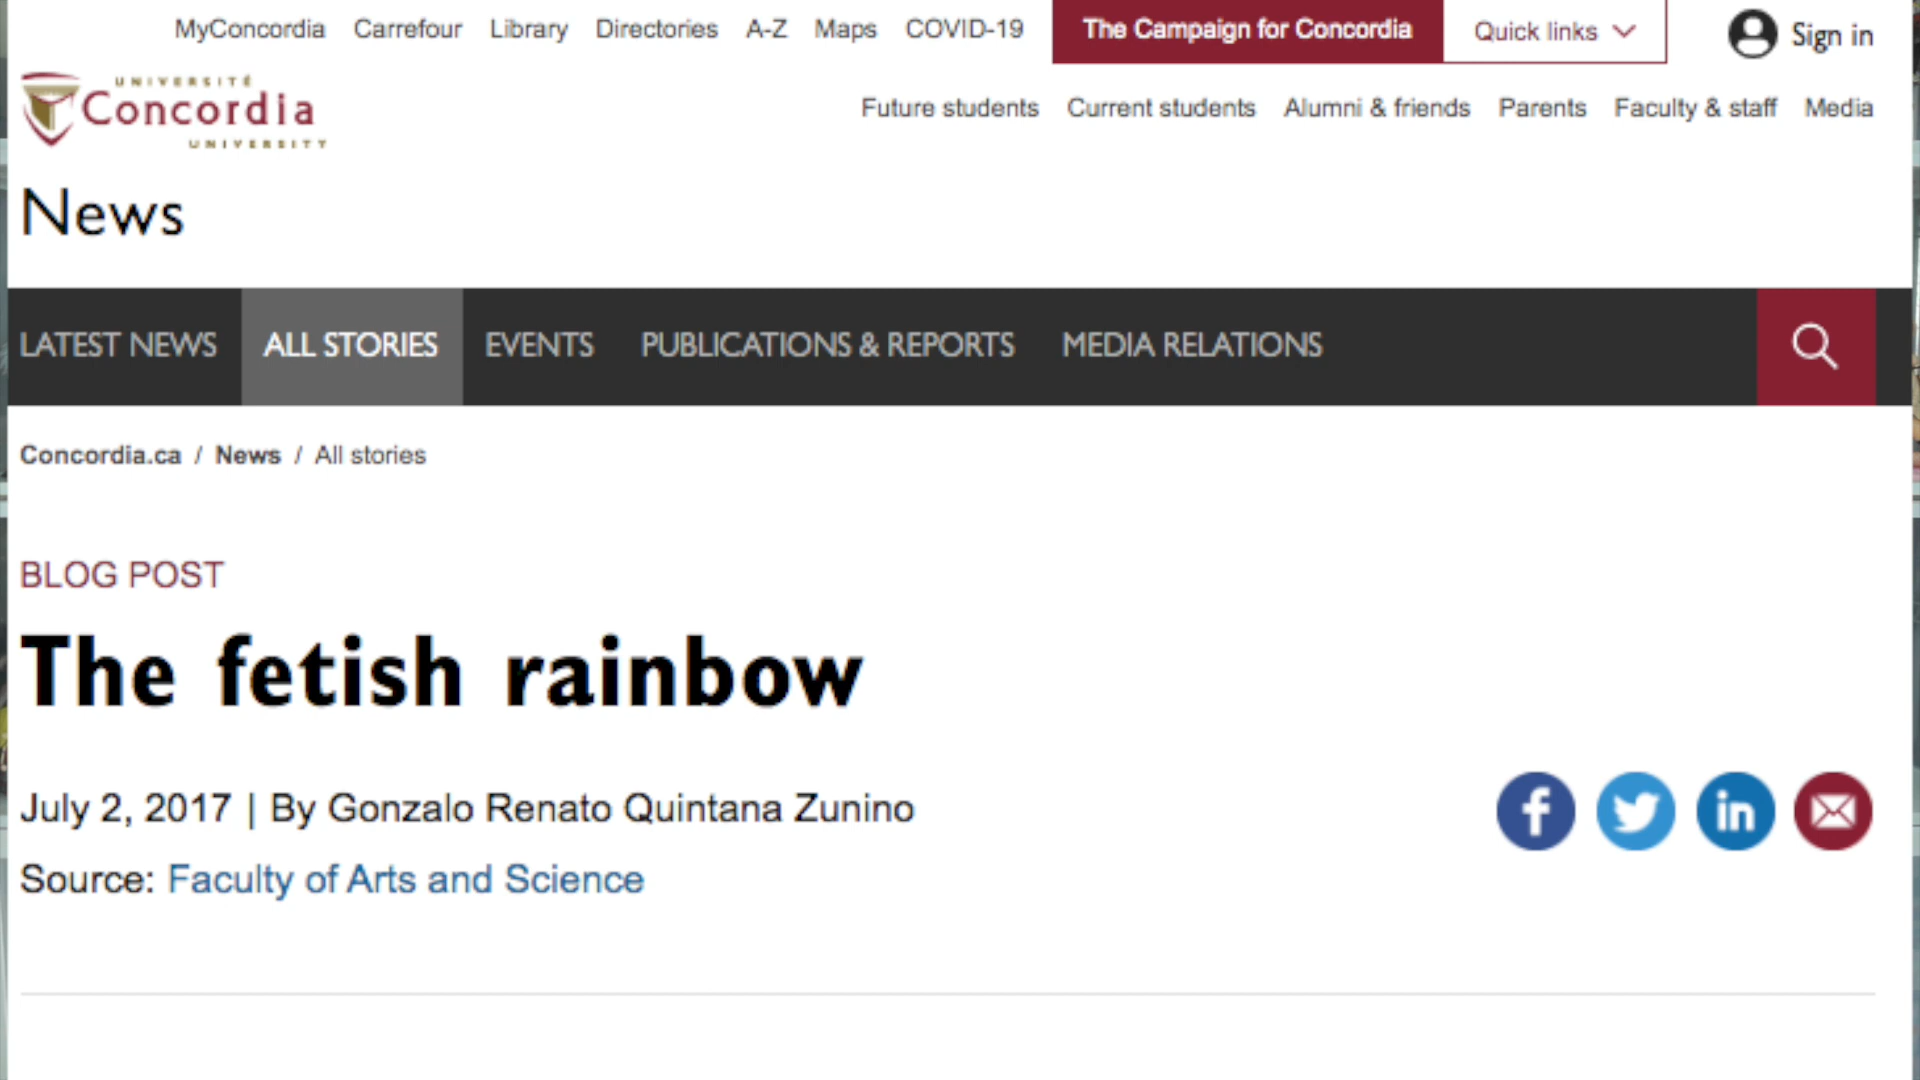 MyConcordia Carrefour Library Directories A-Z Maps COVID-19 The Campaign for Concordia Quick links Sign in
UNIVERSITÉ
Concordia
UNIVERSITY
Future students Current students Alumni & friends Parents Faculty & staff Media
News
LATEST NEWS ALL STORIES EVENTS PUBLICATIONS & REPORTS MEDIA RELATIONS
Concordia.ca / News / All stories
BLOG POST
The fetish rainbow
July 2, 2017 | By Gonzalo Renato Quintana Zunino
Source: Faculty of Arts and Science